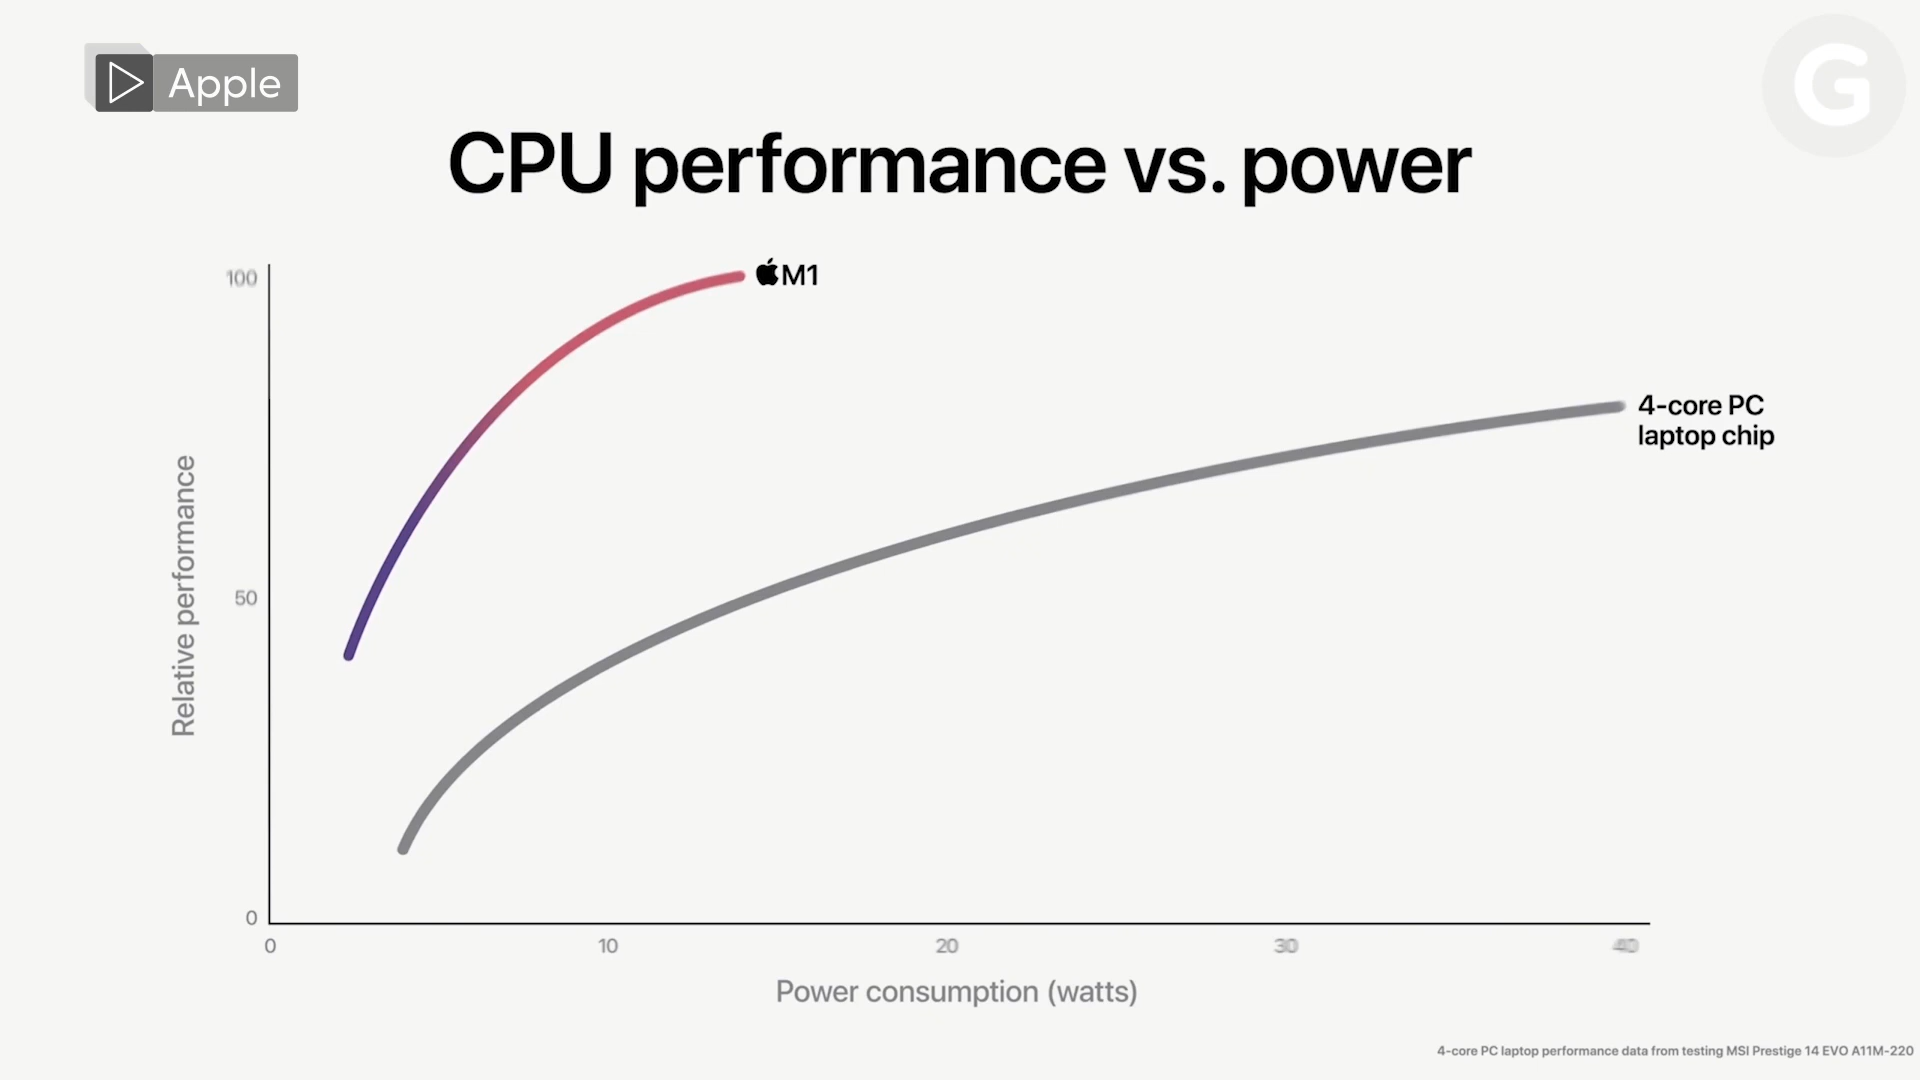 Apple
G
CPU performance vs. power
100
M1
4-core PC
laptop chip
Relative performance
50
0
0 10 20 30 40
Power consumption (watts)
4-core PC laptop performance data from testing MSI Prestige 14 EVO A11M-220